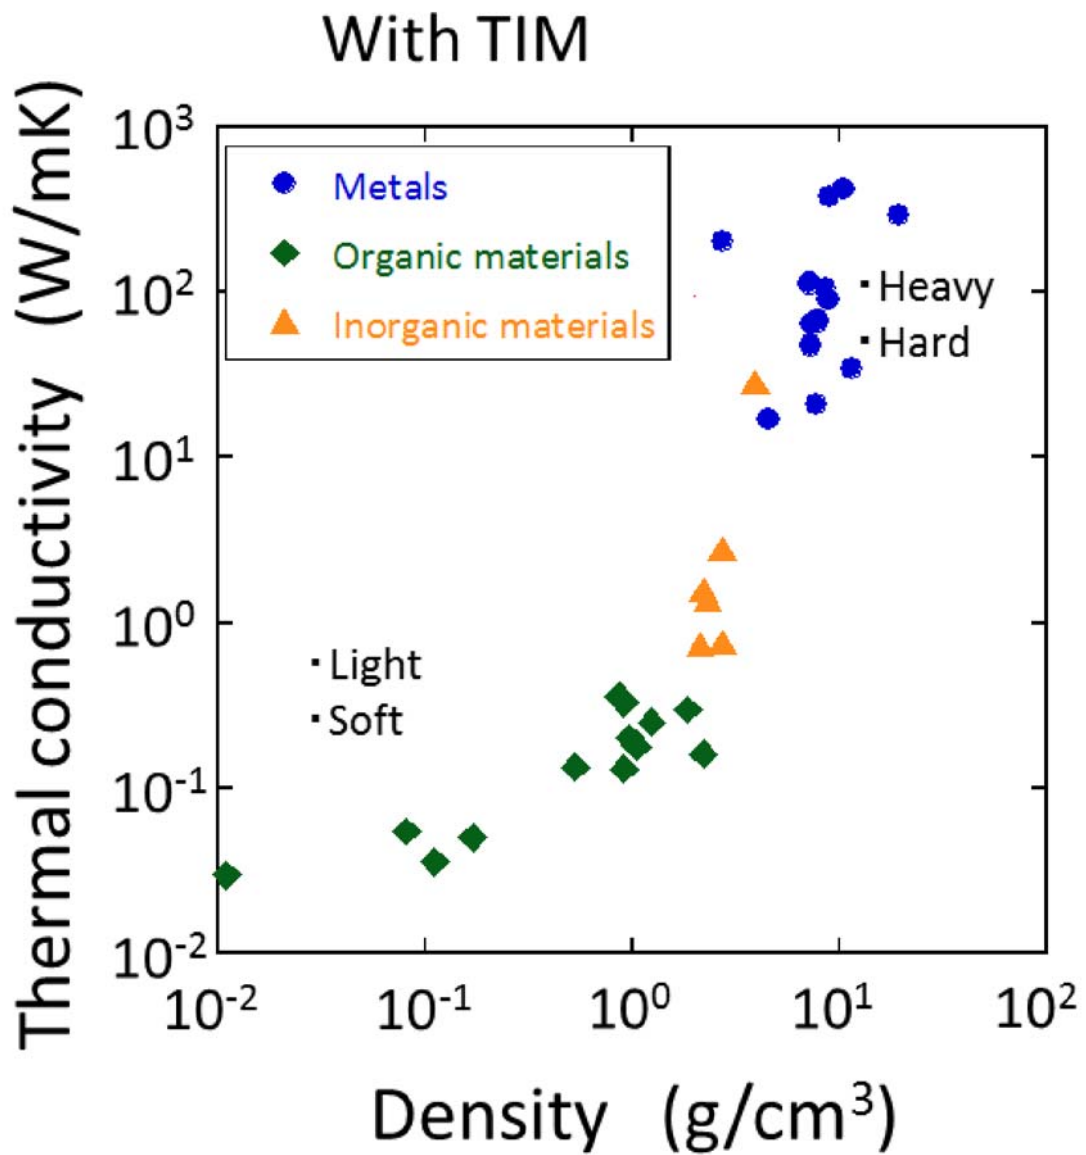 With TIM
Thermal conductivity (W/mK)
10³
10²
10¹
10⁰
10⁻¹
10⁻²
Metals
Organic materials
Inorganic materials
· Heavy
· Hard
· Light
· Soft
10⁻² 10⁻¹ 10⁰ 10¹ 10²
Density (g/cm³)